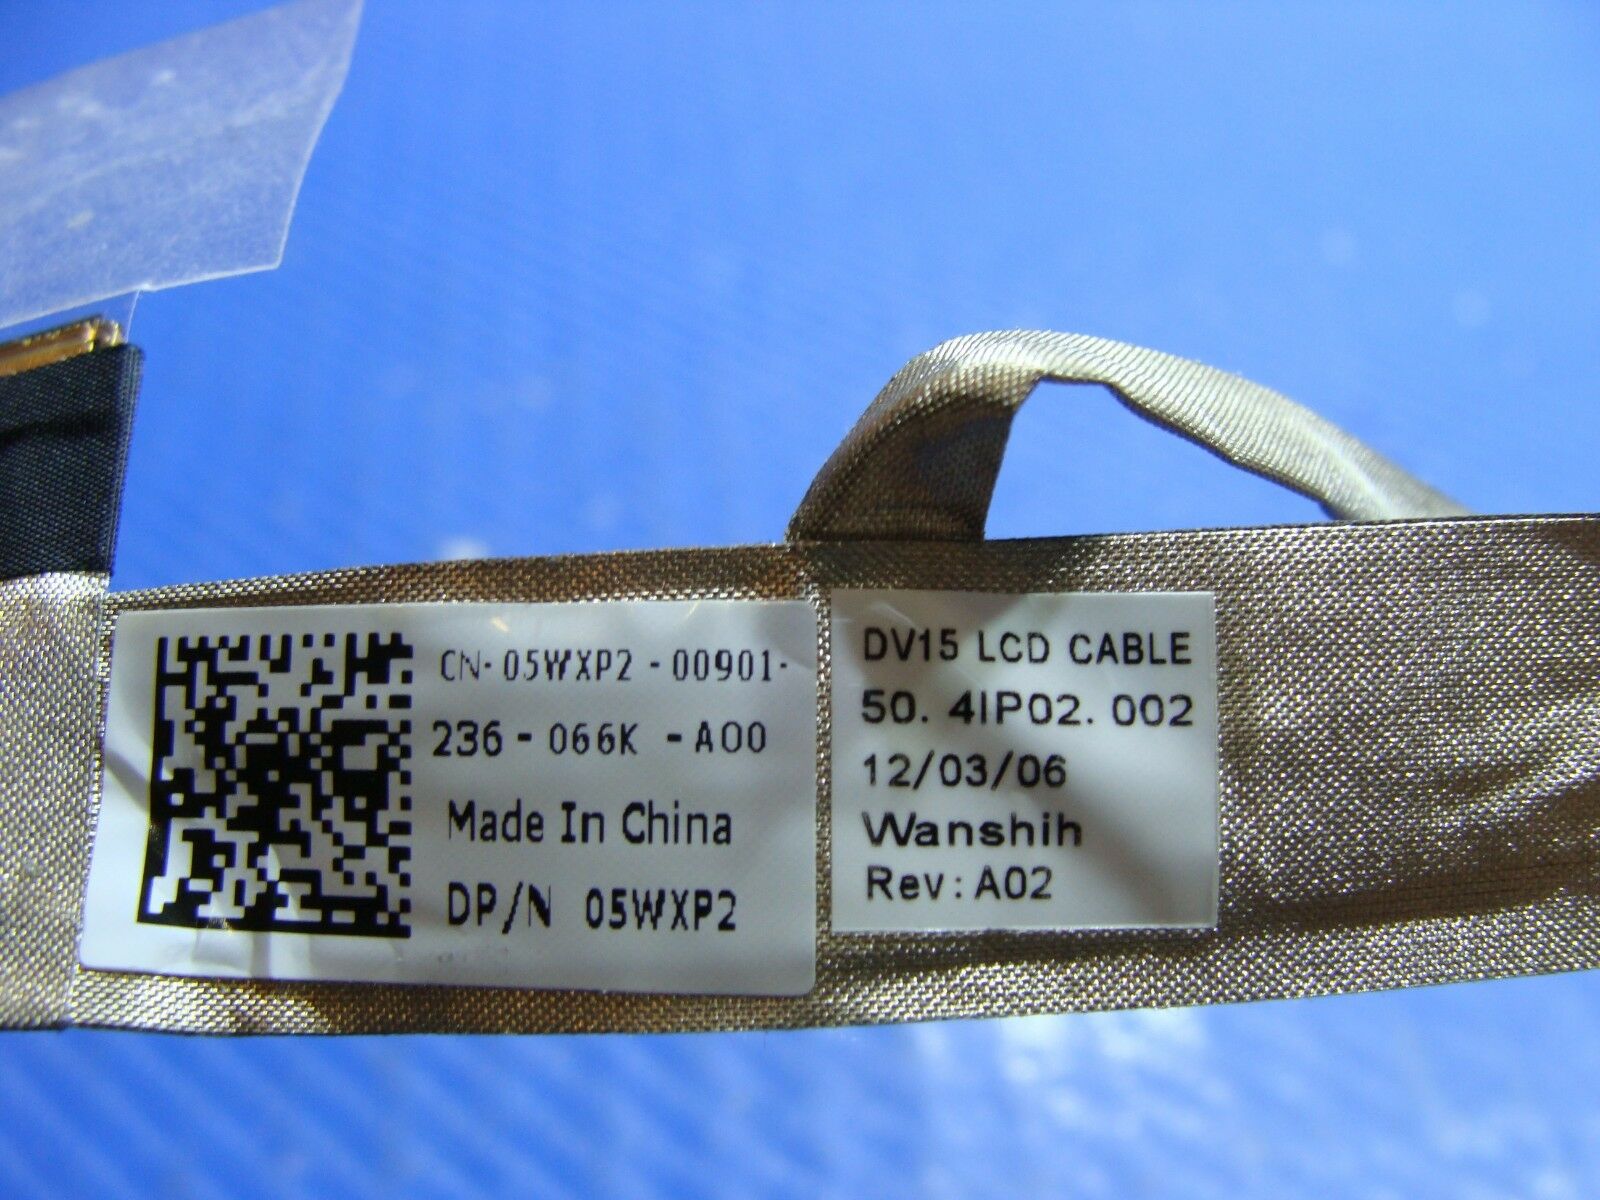 CN-05WXP2-00901-
236-066K-A00
Made In China
DP/N 05WXP2
DV15 LCD CABLE
50.4IP02.002
12/03/06
Wanshih
Rev:A02